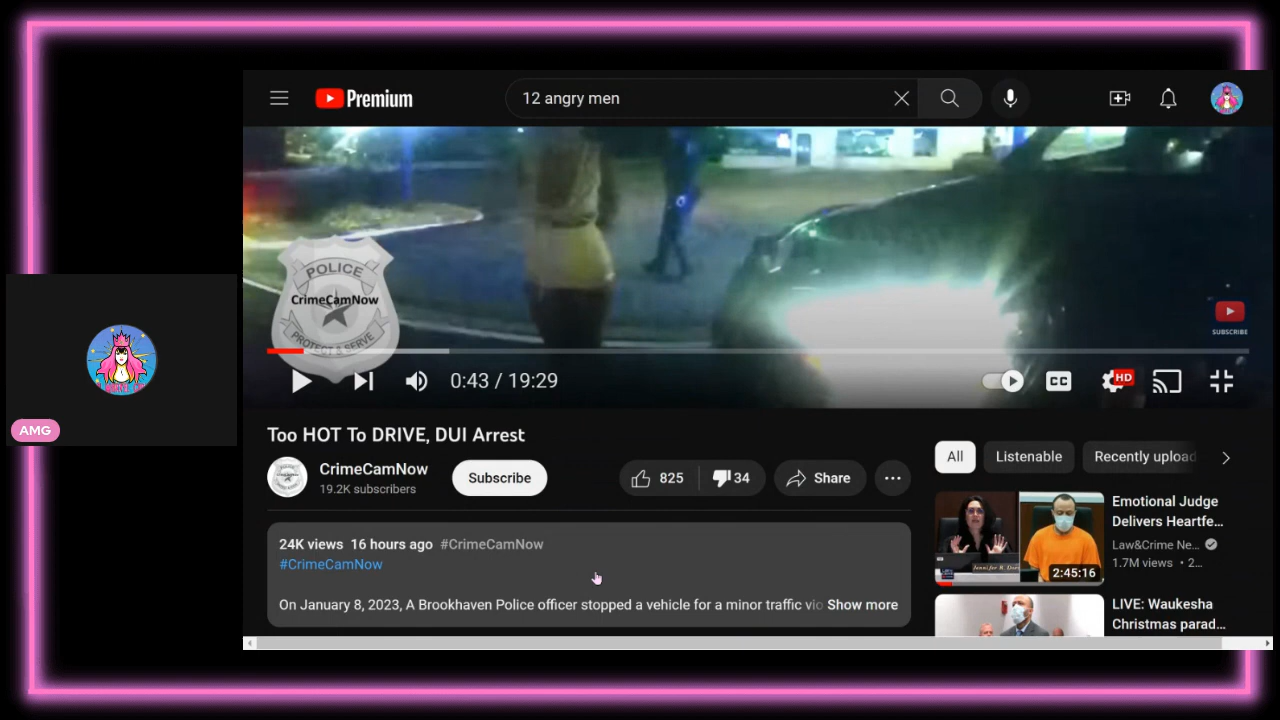 Premium
12 angry men
POLICE
CrimeCamNow
PROTECT & SERVE
SUBSCRIBE
0:43 / 19:29
CC
HD
Too HOT To DRIVE, DUI Arrest
CrimeCamNow
19.2K subscribers
Subscribe
825
34
Share
24K views 16 hours ago #CrimeCamNow
#CrimeCamNow
On January 8, 2023, A Brookhaven Police officer stopped a vehicle for a minor traffic vio Show more
All
Listenable
Recently upload
Emotional Judge
Delivers Heartfe...
Law&Crime Ne...
1.7M views • 2...
2:45:16
LIVE: Waukesha
Christmas parad...
AMG